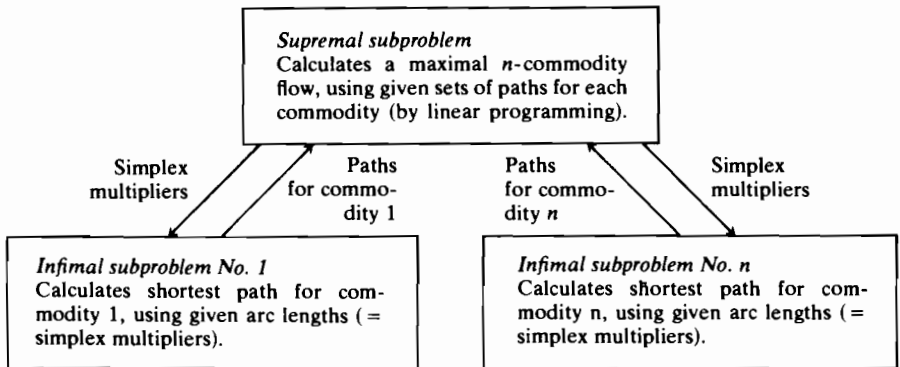 Supremal subproblem
Calculates a maximal n-commodity
flow, using given sets of paths for each
commodity (by linear programming).
Simplex
multipliers
Paths
for commo-
dity 1
Paths
for commo-
dity n
Simplex
multipliers
Infimal subproblem No. 1
Calculates shortest path for com-
modity 1, using given arc lengths (=
simplex multipliers).
Infimal subproblem No. n
Calculates shortest path for com-
modity n, using given arc lengths (=
simplex multipliers).